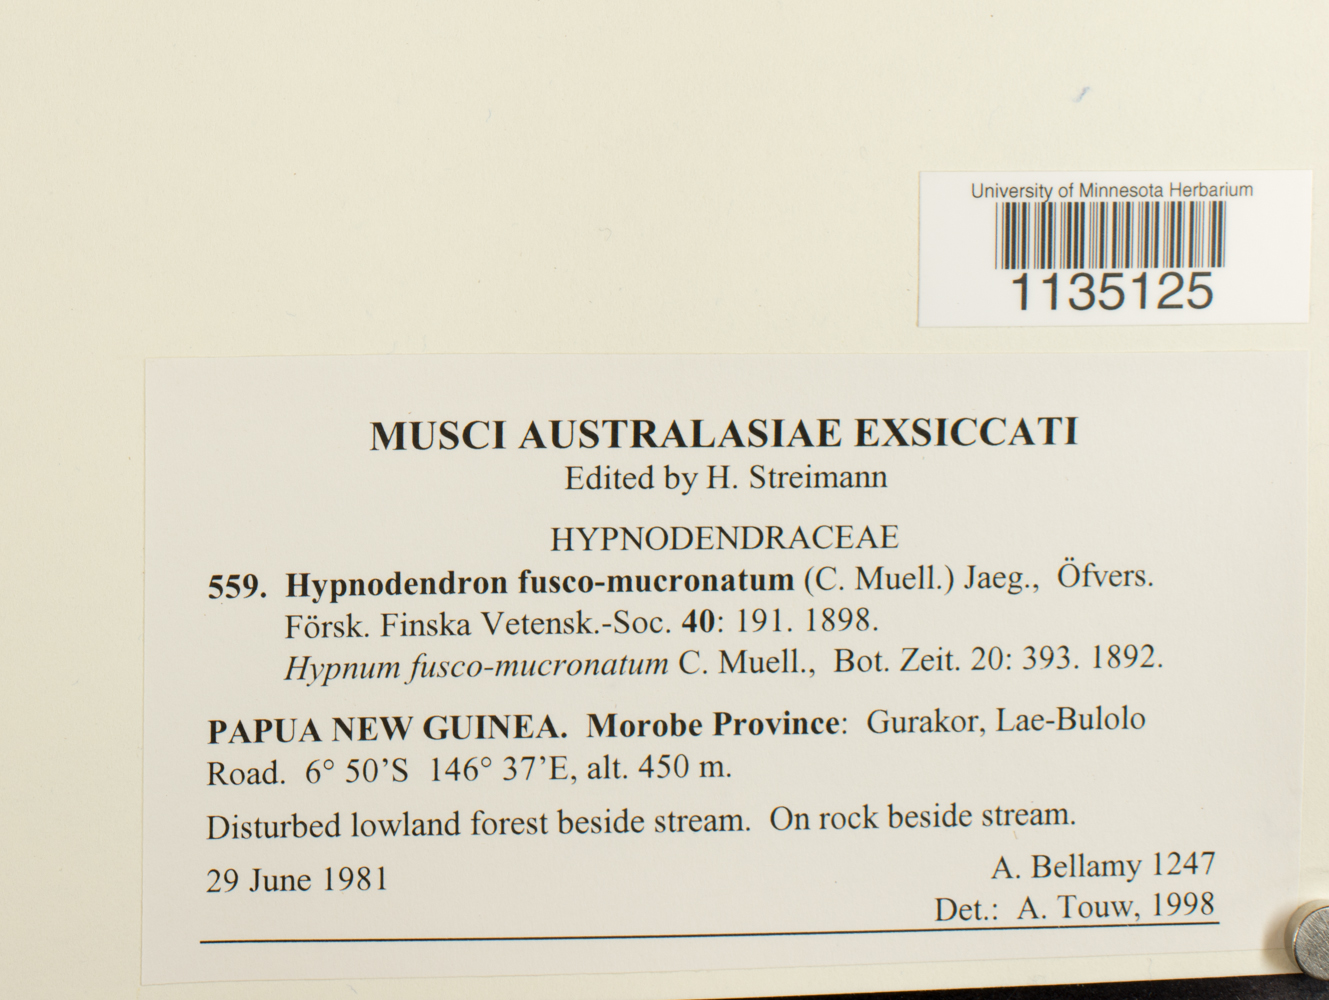 University of Minnesota Herbarium
1135125
MUSCI AUSTRALASIAE EXSICCATI
Edited by H. Streimann
HYPNODENDRACEAE
559. Hypnodendron fusco-mucronatum (C. Muell.) Jaeg., Öfvers.
Försk. Finska Vetensk.-Soc. 40: 191. 1898.
Hypnum fusco-mucronatum C. Muell., Bot. Zeit. 20: 393. 1892.
PAPUA NEW GUINEA. Morobe Province: Gurakor, Lae-Bulolo
Road. 6° 50'S 146° 37'E, alt. 450 m.
Disturbed lowland forest beside stream. On rock beside stream.
29 June 1981
A. Bellamy 1247
Det.: A. Touw, 1998